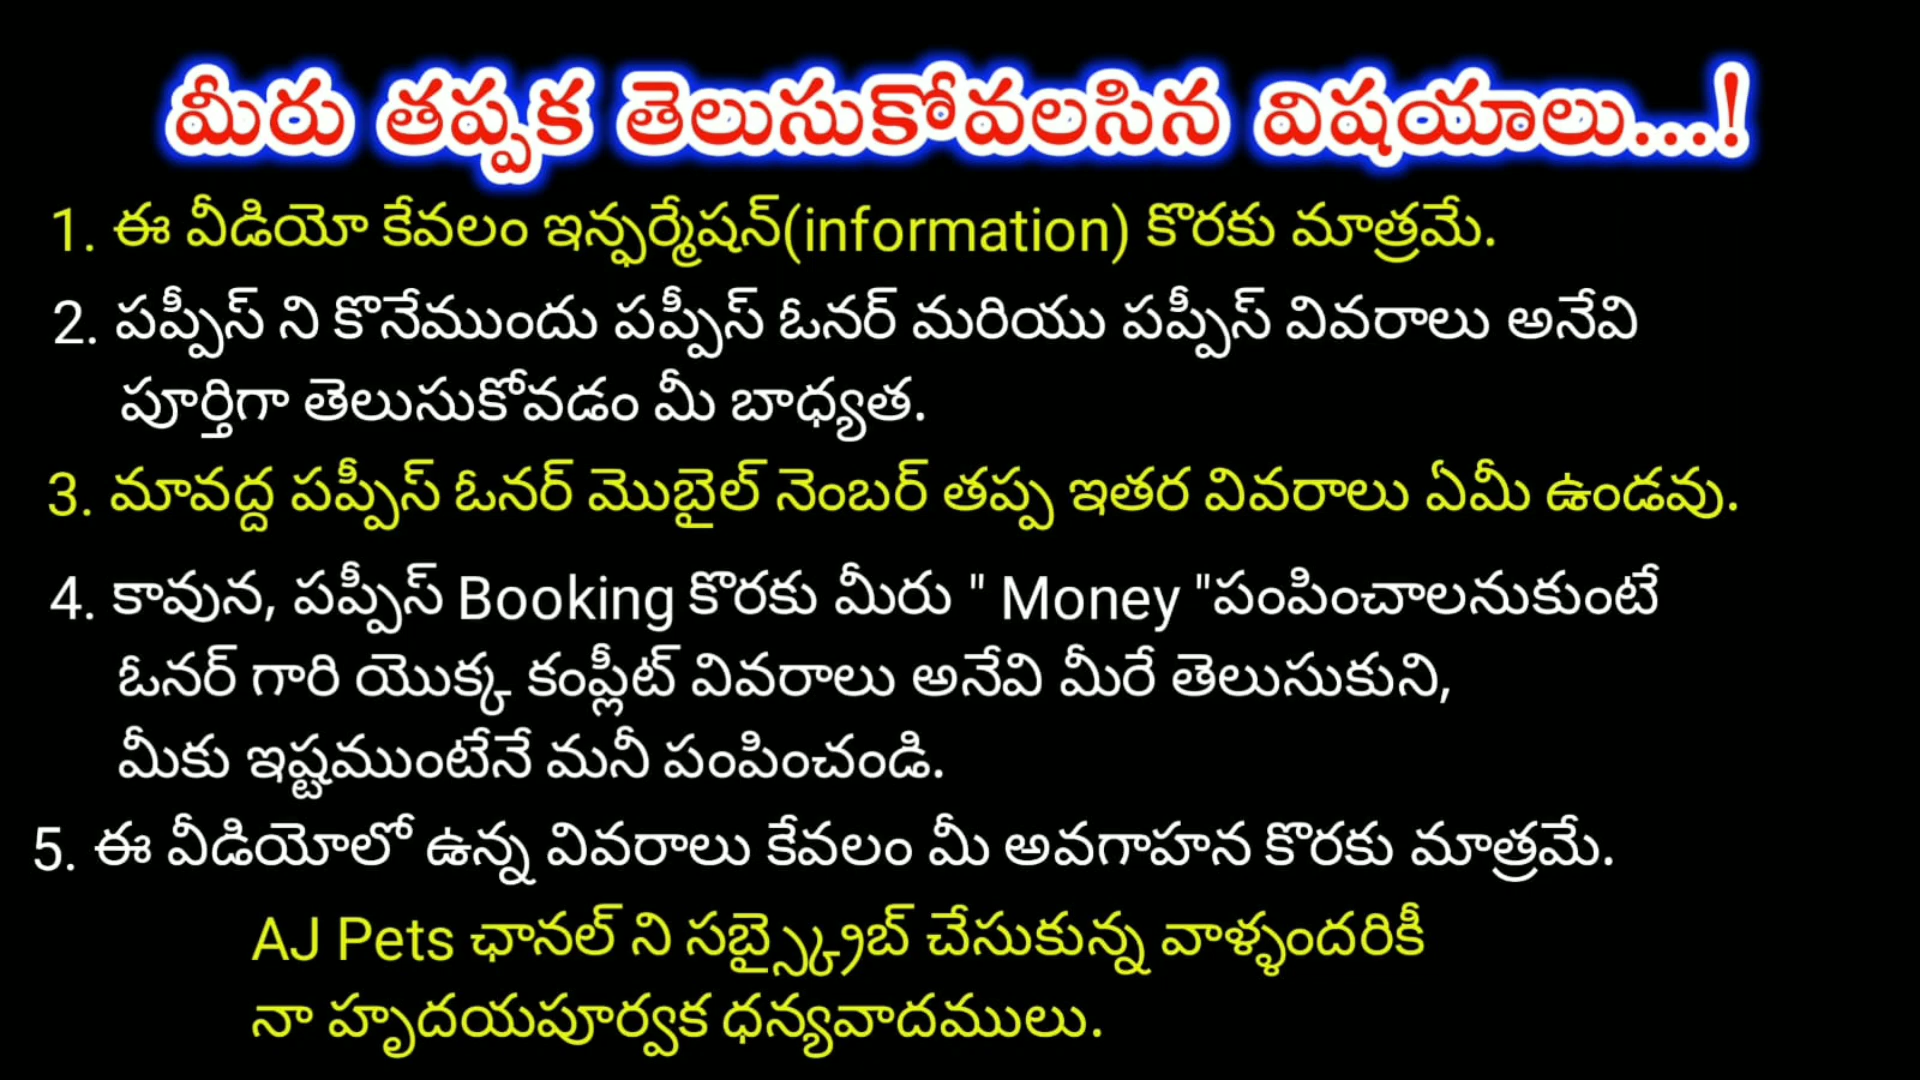 మీరు తప్పక తెలుసుకోవలసిన విషయాలు...!
1. ఈ వీడియో కేవలం ఇన్ఫర్మేషన్(information) కొరకు మాత్రమే.
2. పప్పీస్ ని కొనేముందు పప్పీస్ ఓనర్ మరియు పప్పీస్ వివరాలు అనేవి
పూర్తిగా తెలుసుకోవడం మీ బాధ్యత.
3. మావద్ద పప్పీస్ ఓనర్ మొబైల్ నెంబర్ తప్ప ఇతర వివరాలు ఏమీ ఉండవు.
4. కావున, పప్పీస్ Booking కొరకు మీరు " Money "పంపించాలనుకుంటే
ఓనర్ గారి యొక్క కంప్లీట్ వివరాలు అనేవి మీరే తెలుసుకుని,
మీకు ఇష్టముంటేనే మనీ పంపించండి.
5. ఈ వీడియోలో ఉన్న వివరాలు కేవలం మీ అవగాహన కొరకు మాత్రమే.
AJ Pets ఛానల్ ని సబ్స్క్రైబ్ చేసుకున్న వాళ్ళందరికీ
నా హృదయపూర్వక ధన్యవాదములు.